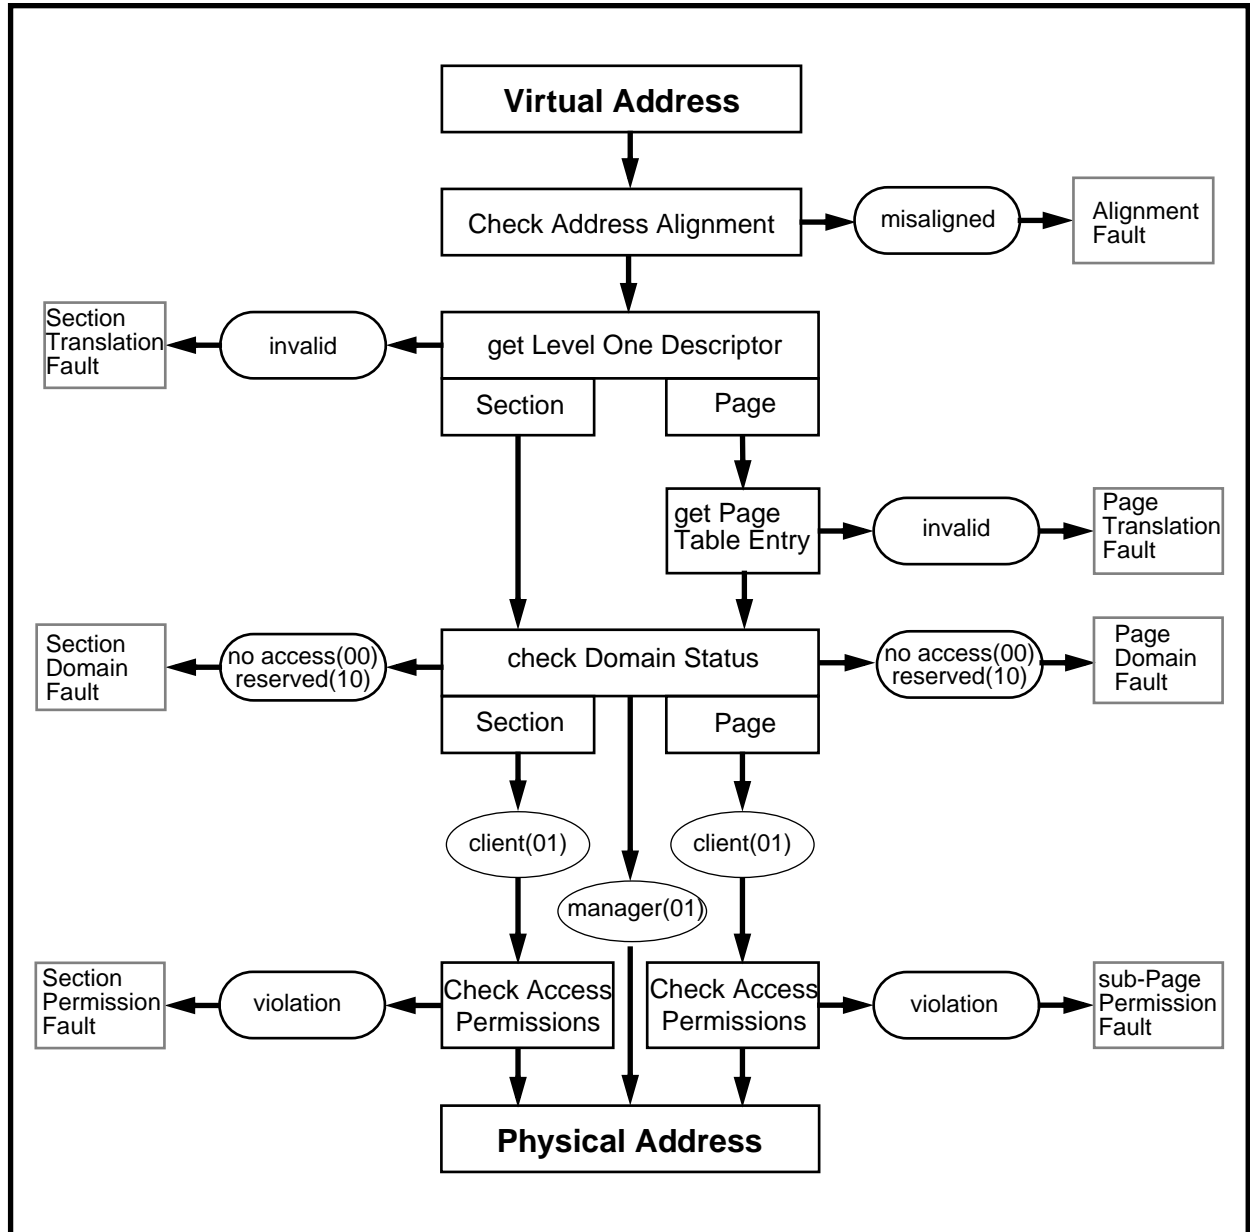 Virtual Address
Check Address Alignment
misaligned
Alignment
Fault
Section
Translation
Fault
invalid
get Level One Descriptor
Section
Page
get Page
Table Entry
invalid
Page
Translation
Fault
Section
Domain
Fault
no access(00)
reserved(10)
check Domain Status
no access(00)
reserved(10)
Page
Domain
Fault
Section
Page
client(01)
client(01)
manager(01)
Section
Permission
Fault
violation
Check Access
Permissions
Check Access
Permissions
violation
sub-Page
Permission
Fault
Physical Address